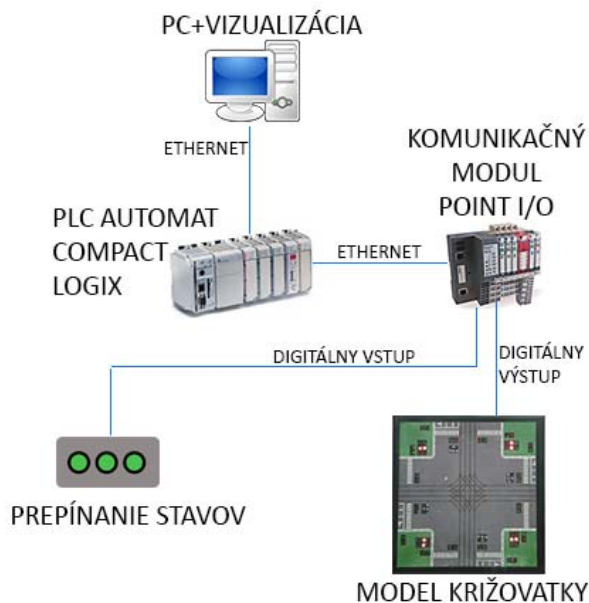 PC+VIZUALIZÁCIA
ETHERNET
KOMUNIKAČNÝ
MODUL
POINT I/O
PLC AUTOMAT
COMPACT
LOGIX
ETHERNET
DIGITÁLNY VSTUP
DIGITÁLNY
VÝSTUP
PREPÍNANIE STAVOV
MODEL KRIŽOVATKY